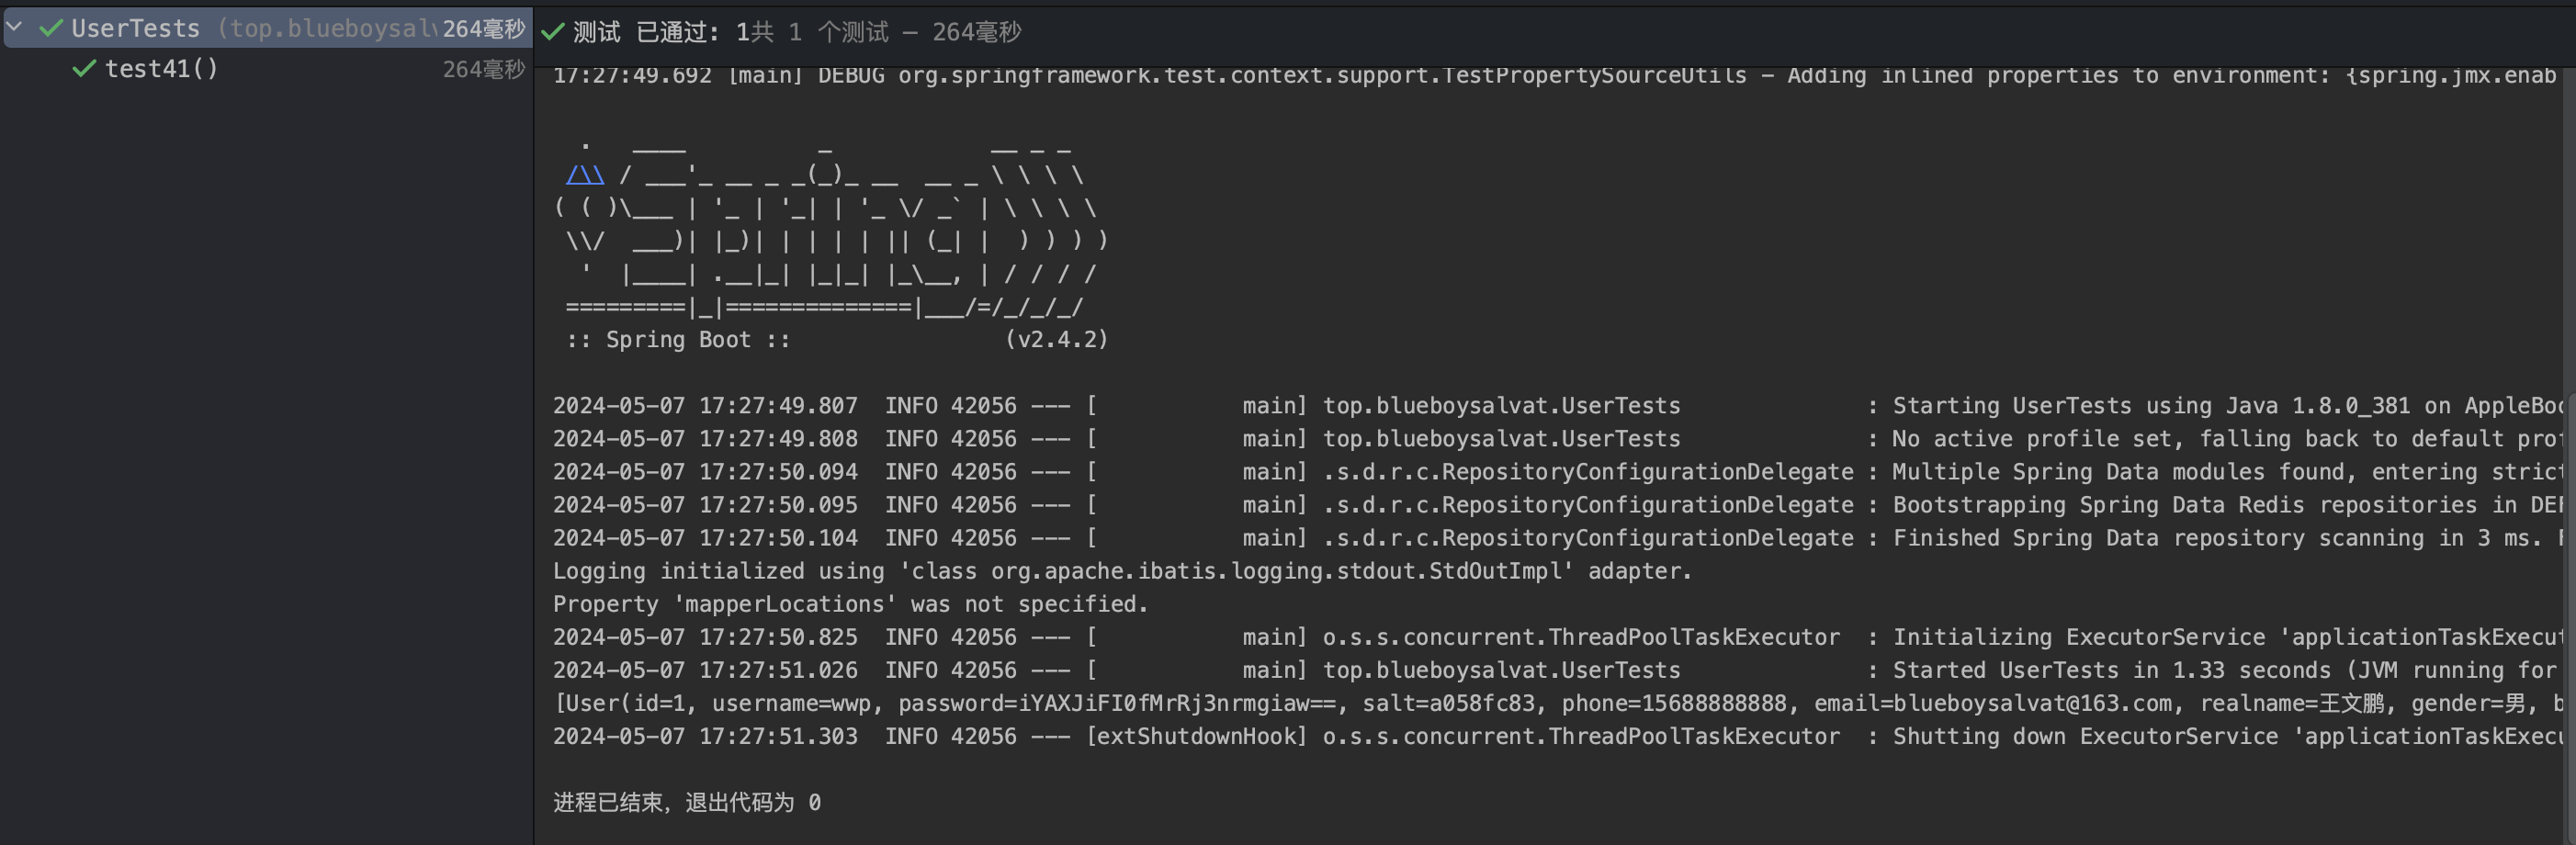 UserTests (top.blueboysalv 264毫秒
test41() 264毫秒
测试 已通过: 1共 1 个测试 – 264毫秒
17:27:49.692 [main] DEBUG org.springframework.test.context.support.TestPropertySourceUtils - Adding inlined properties to environment: {spring.jmx.enab
  .   ____          _            __ _ _
 /\\ / ___'_ __ _ _(_)_ __  __ _ \ \ \ \
( ( )\___ | '_ | '_| | '_ \/ _` | \ \ \ \
 \\/  ___)| |_)| | | | | || (_| |  ) ) ) )
  '  |____| .__|_| |_|_| |_\__, | / / / /
 =========|_|==============|___/=/_/_/_/
 :: Spring Boot ::                (v2.4.2)
2024-05-07 17:27:49.807  INFO 42056 --- [           main] top.blueboysalvat.UserTests              : Starting UserTests using Java 1.8.0_381 on AppleBoo
2024-05-07 17:27:49.808  INFO 42056 --- [           main] top.blueboysalvat.UserTests              : No active profile set, falling back to default prof
2024-05-07 17:27:50.094  INFO 42056 --- [           main] .s.d.r.c.RepositoryConfigurationDelegate : Multiple Spring Data modules found, entering strict
2024-05-07 17:27:50.095  INFO 42056 --- [           main] .s.d.r.c.RepositoryConfigurationDelegate : Bootstrapping Spring Data Redis repositories in DEF
2024-05-07 17:27:50.104  INFO 42056 --- [           main] .s.d.r.c.RepositoryConfigurationDelegate : Finished Spring Data repository scanning in 3 ms. F
Logging initialized using 'class org.apache.ibatis.logging.stdout.StdOutImpl' adapter.
Property 'mapperLocations' was not specified.
2024-05-07 17:27:50.825  INFO 42056 --- [           main] o.s.s.concurrent.ThreadPoolTaskExecutor  : Initializing ExecutorService 'applicationTaskExecut
2024-05-07 17:27:51.026  INFO 42056 --- [           main] top.blueboysalvat.UserTests              : Started UserTests in 1.33 seconds (JVM running for
[User(id=1, username=wwp, password=iYAXJiFI0fMrRj3nrmgiaw==, salt=a058fc83, phone=15688888888, email=blueboysalvat@163.com, realname=王文鹏, gender=男, b
2024-05-07 17:27:51.303  INFO 42056 --- [extShutdownHook] o.s.s.concurrent.ThreadPoolTaskExecutor  : Shutting down ExecutorService 'applicationTaskExecu
进程已结束，退出代码为 0